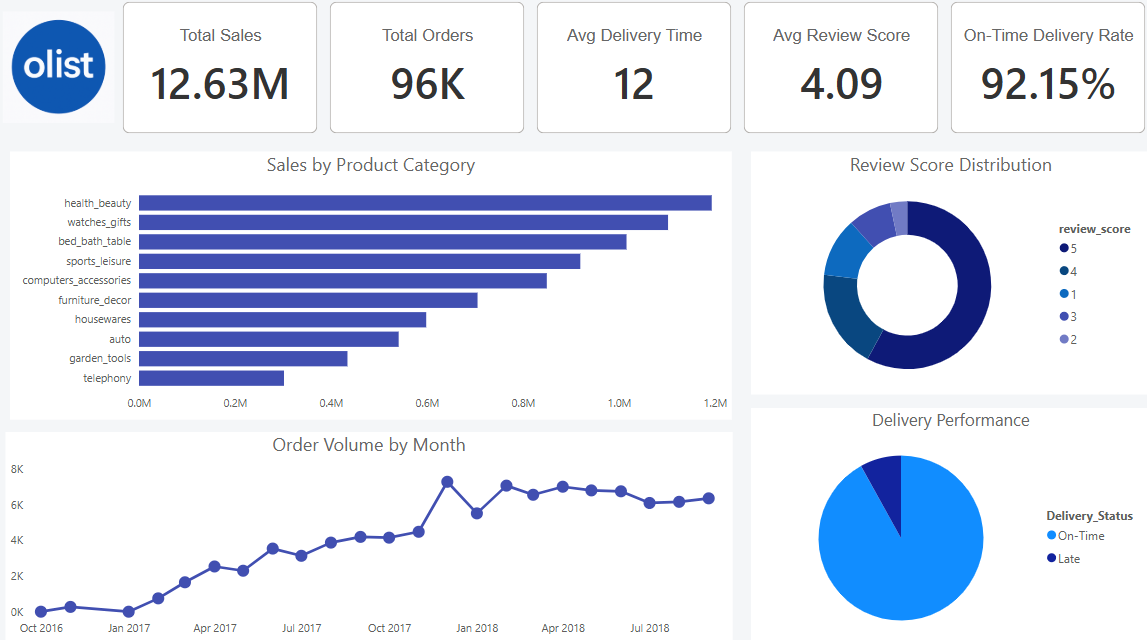 olist
Total Sales
12.63M
Total Orders
96K
Avg Delivery Time
12
Avg Review Score
4.09
On-Time Delivery Rate
92.15%
Sales by Product Category
health_beauty
watches_gifts
bed_bath_table
sports_leisure
computers_accessories
furniture_decor
housewares
auto
garden_tools
telephony
0.0M 0.2M 0.4M 0.6M 0.8M 1.0M 1.2M
Review Score Distribution
review_score
5
4
1
3
2
Order Volume by Month
8K
6K
4K
2K
0K
Oct 2016 Jan 2017 Apr 2017 Jul 2017 Oct 2017 Jan 2018 Apr 2018 Jul 2018
Delivery Performance
Delivery_Status
On-Time
Late